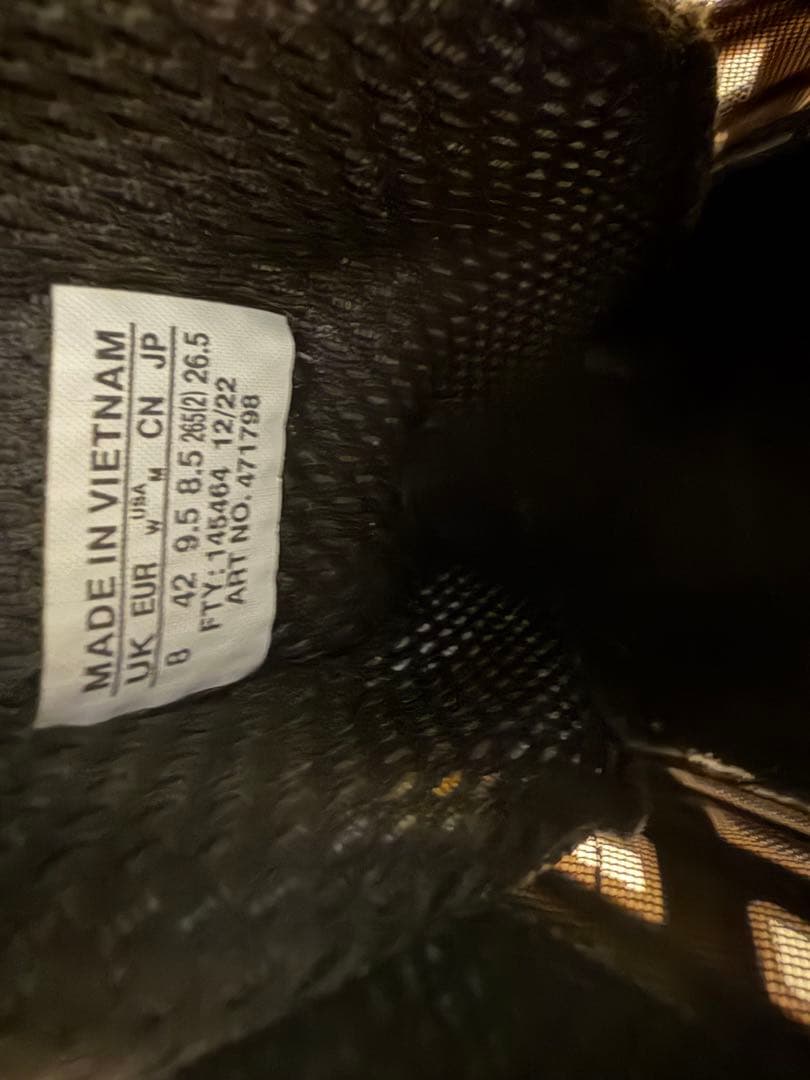 MADE IN VIETNAM
UK EUR USA CN JP
W M
8 42 9.5 8.5 265(2) 26.5
FTY: 145464 12/22
ART NO. 471798